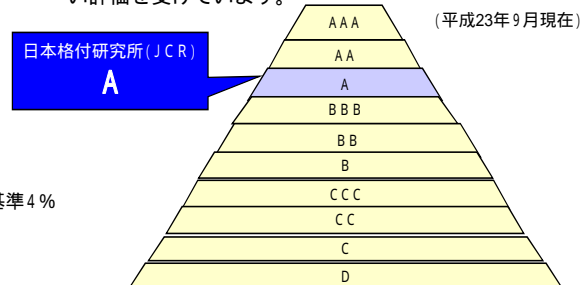 い評価を受けています。
(平成23年9月現在)
日本格付研究所(JCR)
A
AAA
AA
A
BBB
BB
B
CCC
基準4%
CC
C
D